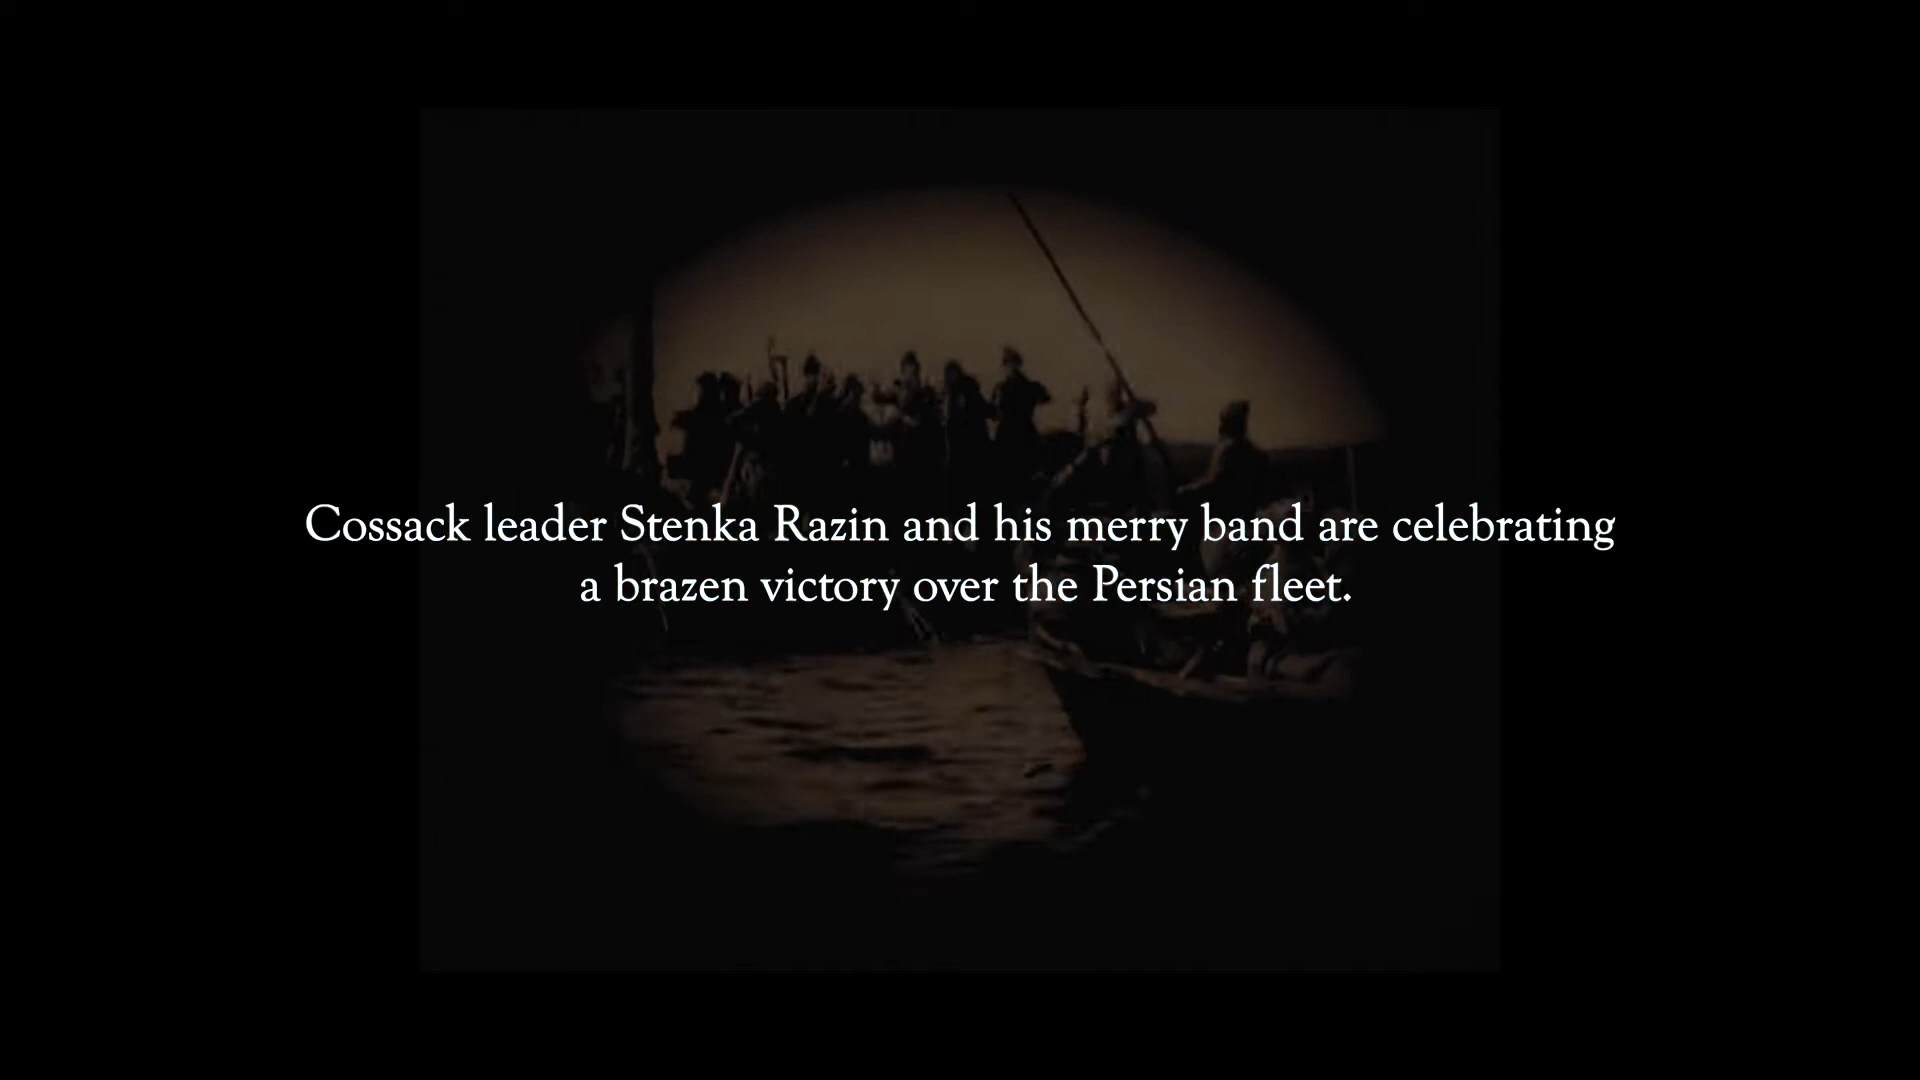 Cossack leader Stenka Razin and his merry band are celebrating
a brazen victory over the Persian fleet.